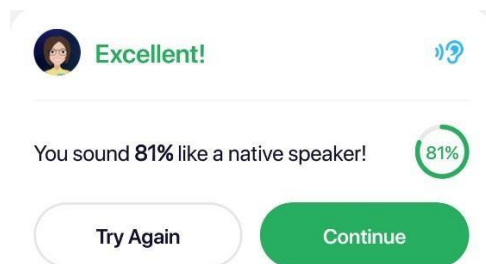 Excellent!
You sound 81% like a native speaker!
81%
Try Again
Continue